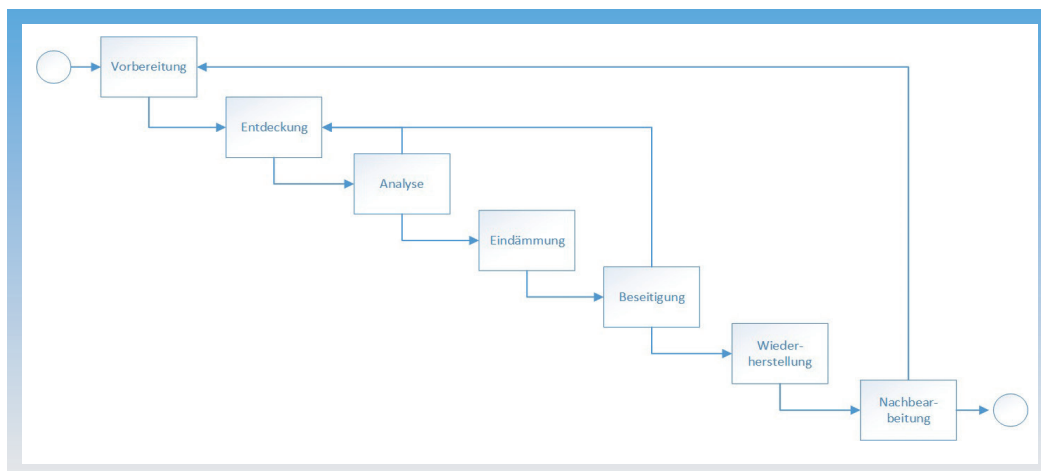 Vorbereitung
Entdeckung
Analyse
Eindämmung
Beseitigung
Wieder-
herstellung
Nachbear-
beitung